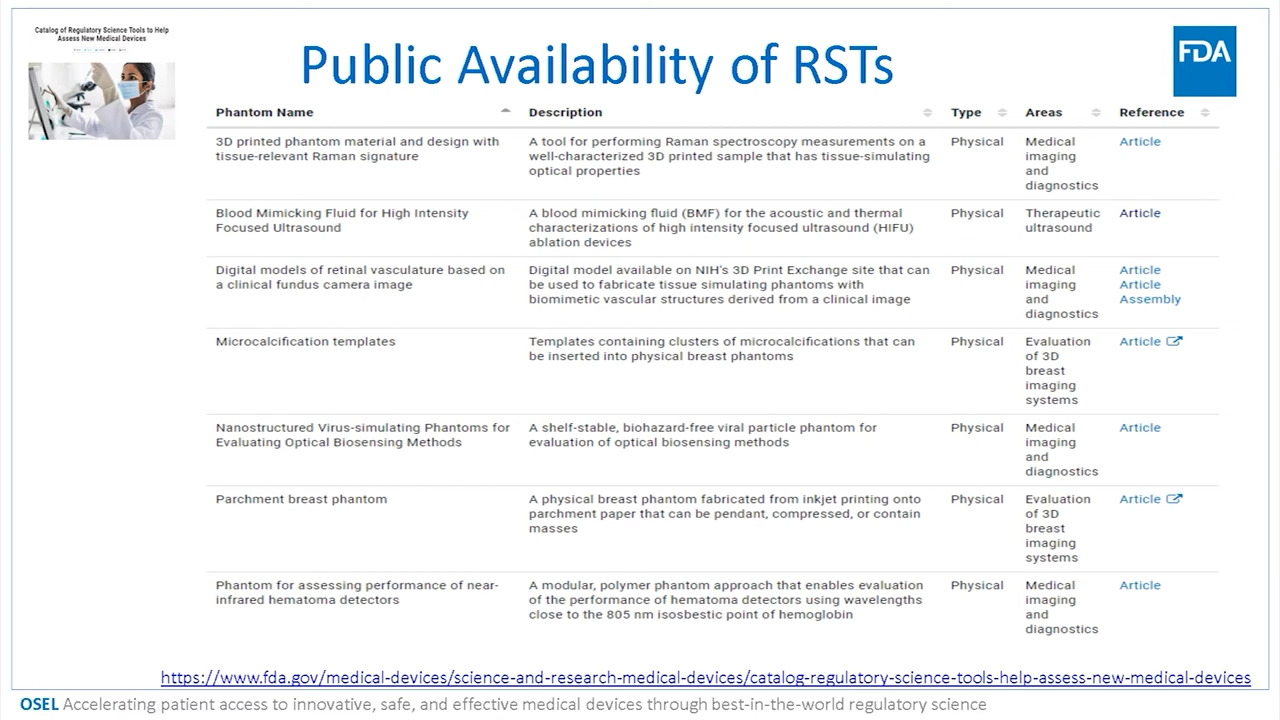 Catalog of Regulatory Science Tools to Help
Assess New Medical Devices
Public Availability of RSTs
FDA
Phantom Name Description Type Areas Reference
3D printed phantom material and design with
tissue-relevant Raman signature
A tool for performing Raman spectroscopy measurements on a
well-characterized 3D printed sample that has tissue-simulating
optical properties
Physical
Medical
imaging
and
diagnostics
Article
Blood Mimicking Fluid for High Intensity
Focused Ultrasound
A blood mimicking fluid (BMF) for the acoustic and thermal
characterizations of high intensity focused ultrasound (HIFU)
ablation devices
Physical
Therapeutic
ultrasound
Article
Digital models of retinal vasculature based on
a clinical fundus camera image
Digital model available on NIH's 3D Print Exchange site that can
be used to fabricate tissue simulating phantoms with
biomimetic vascular structures derived from a clinical image
Physical
Medical
imaging
and
diagnostics
Article
Article
Assembly
Microcalcification templates
Templates containing clusters of microcalcifications that can
be inserted into physical breast phantoms
Physical
Evaluation
of 3D
breast
imaging
systems
Article
Nanostructured Virus-simulating Phantoms for
Evaluating Optical Biosensing Methods
A shelf-stable, biohazard-free viral particle phantom for
evaluation of optical biosensing methods
Physical
Medical
imaging
and
diagnostics
Article
Parchment breast phantom
A physical breast phantom fabricated from inkjet printing onto
parchment paper that can be pendant, compressed, or contain
masses
Physical
Evaluation
of 3D
breast
imaging
systems
Article
Phantom for assessing performance of near-
infrared hematoma detectors
A modular, polymer phantom approach that enables evaluation
of the performance of hematoma detectors using wavelengths
close to the 805 nm isosbestic point of hemoglobin
Physical
Medical
imaging
and
diagnostics
Article
https://www.fda.gov/medical-devices/science-and-research-medical-devices/catalog-regulatory-science-tools-help-assess-new-medical-devices
OSEL Accelerating patient access to innovative, safe, and effective medical devices through best-in-the-world regulatory science